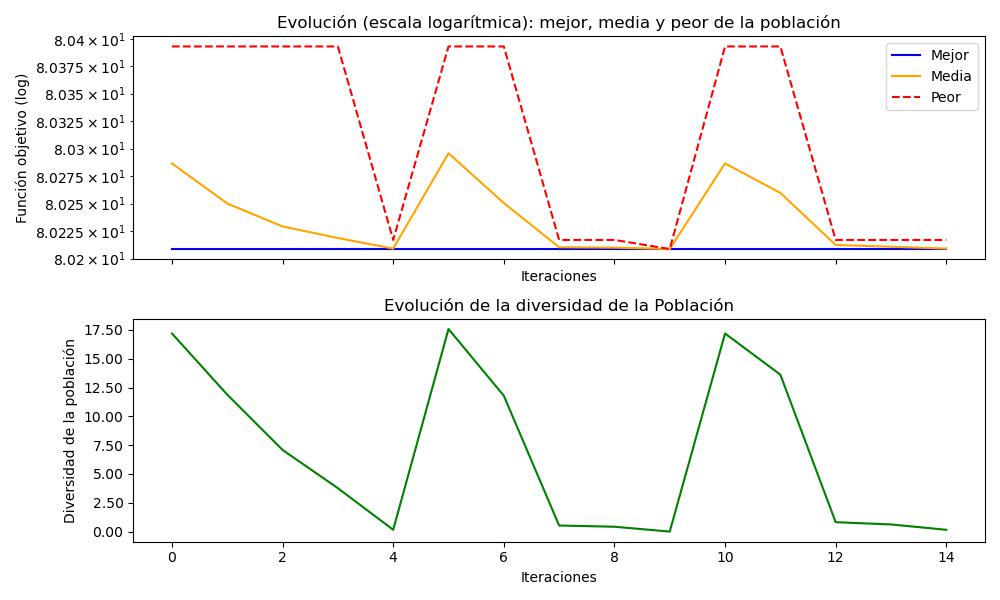 Evolución (escala logarítmica): mejor, media y peor de la población
Función objetivo (log)
8.04 × 10¹
8.0375 × 10¹
8.035 × 10¹
8.0325 × 10¹
8.03 × 10¹
8.0275 × 10¹
8.025 × 10¹
8.0225 × 10¹
8.02 × 10¹
Mejor
Media
Peor
Iteraciones
Evolución de la diversidad de la Población
Diversidad de la población
17.50
15.00
12.50
10.00
7.50
5.00
2.50
0.00
0 2 4 6 8 10 12 14
Iteraciones